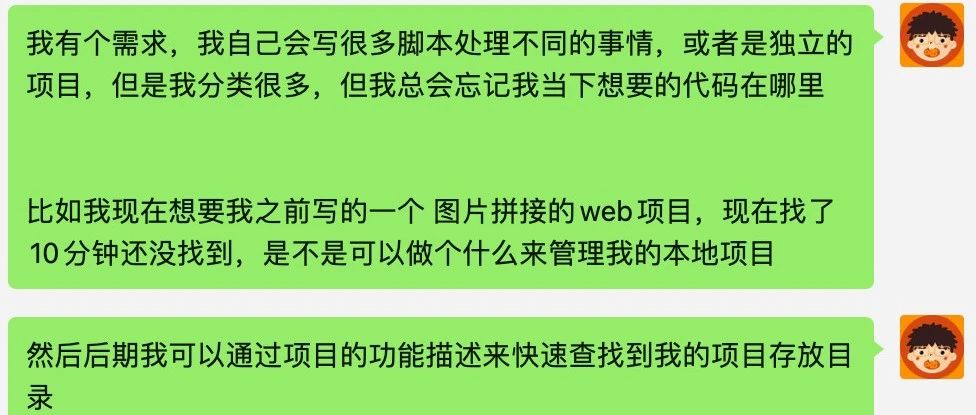 我有个需求，我自己会写很多脚本处理不同的事情，或者是独立的
项目，但是我分类很多，但我总会忘记我当下想要的代码在哪里
比如我现在想要我之前写的一个 图片拼接的web项目，现在找了
10分钟还没找到，是不是可以做个什么来管理我的本地项目
然后后期我可以通过项目的功能描述来快速查找到我的项目存放目
录